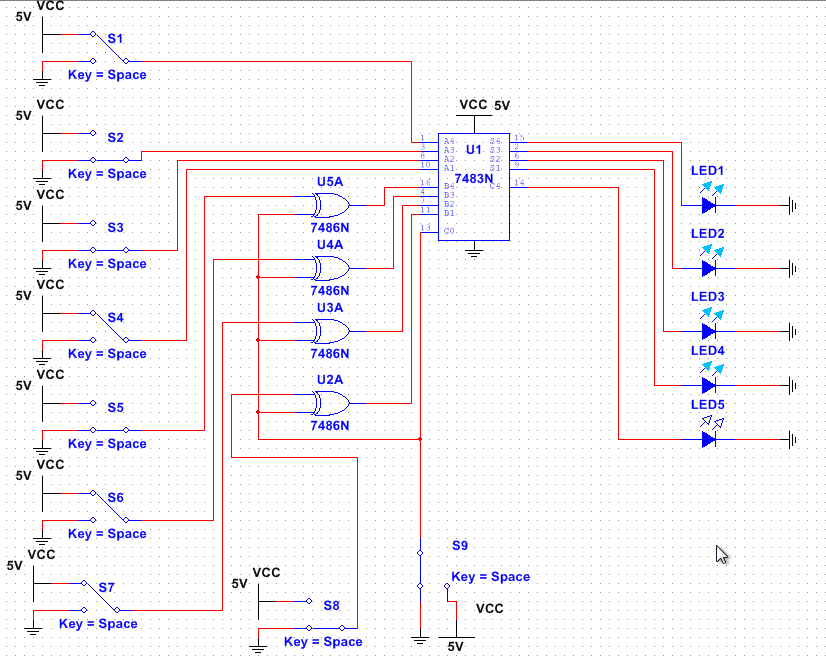 VCC
5V
S1
Key = Space
VCC
5V
S2
Key = Space
VCC
5V
S3
Key = Space
VCC
5V
S4
Key = Space
VCC
5V
S5
Key = Space
VCC
5V
S6
Key = Space
VCC
5V
S7
Key = Space
VCC
5V
S8
Key = Space
S9
Key = Space
VCC
5V
U5A
7486N
U4A
7486N
U3A
7486N
U2A
7486N
VCC 5V
U1
7483N
1 A4
3 A3
8 A2
10 A1
16 B4
4 B3
B2
11 B1
13 C0
S4 15
S3 2
S2 6
S1 9
C4 14
LED1
LED2
LED3
LED4
LED5